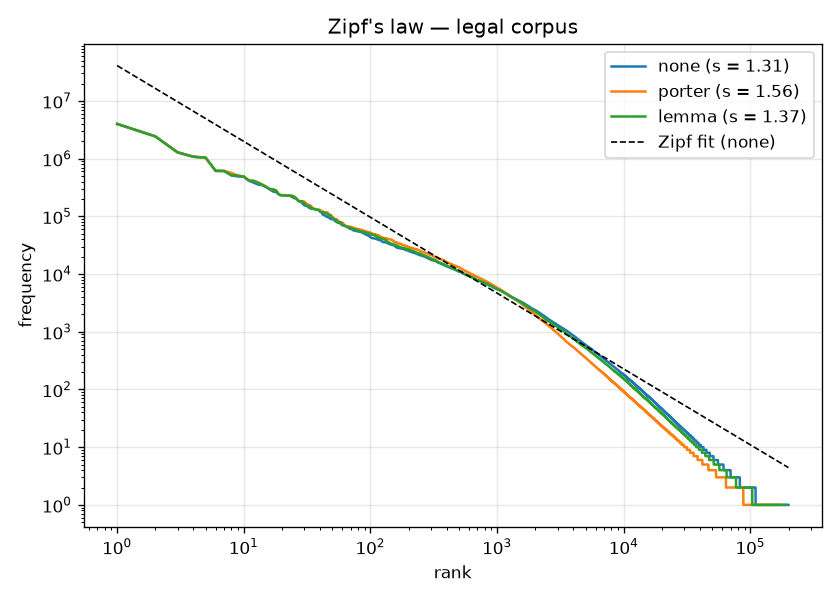 Zipf's law — legal corpus
none (s = 1.31)
porter (s = 1.56)
lemma (s = 1.37)
Zipf fit (none)
frequency
10⁷
10⁶
10⁵
10⁴
10³
10²
10¹
10⁰
10⁰ 10¹ 10² 10³ 10⁴ 10⁵
rank